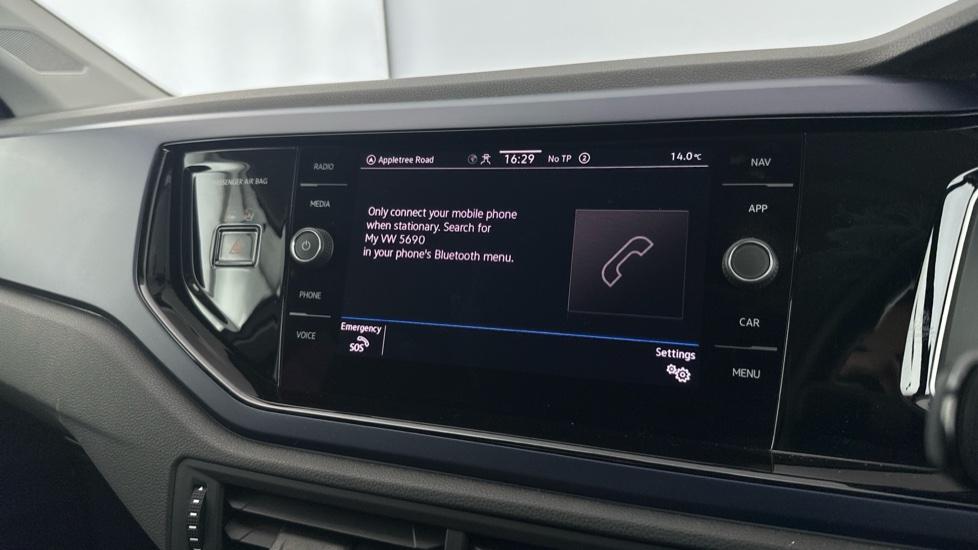 PASSENGER AIR BAG
RADIO
MEDIA
PHONE
VOICE
Appletree Road
16:29
No TP
2
14.0°C
Only connect your mobile phone
when stationary. Search for
My VW 5690
in your phone's Bluetooth menu.
Emergency
SOS
Settings
NAV
APP
CAR
MENU